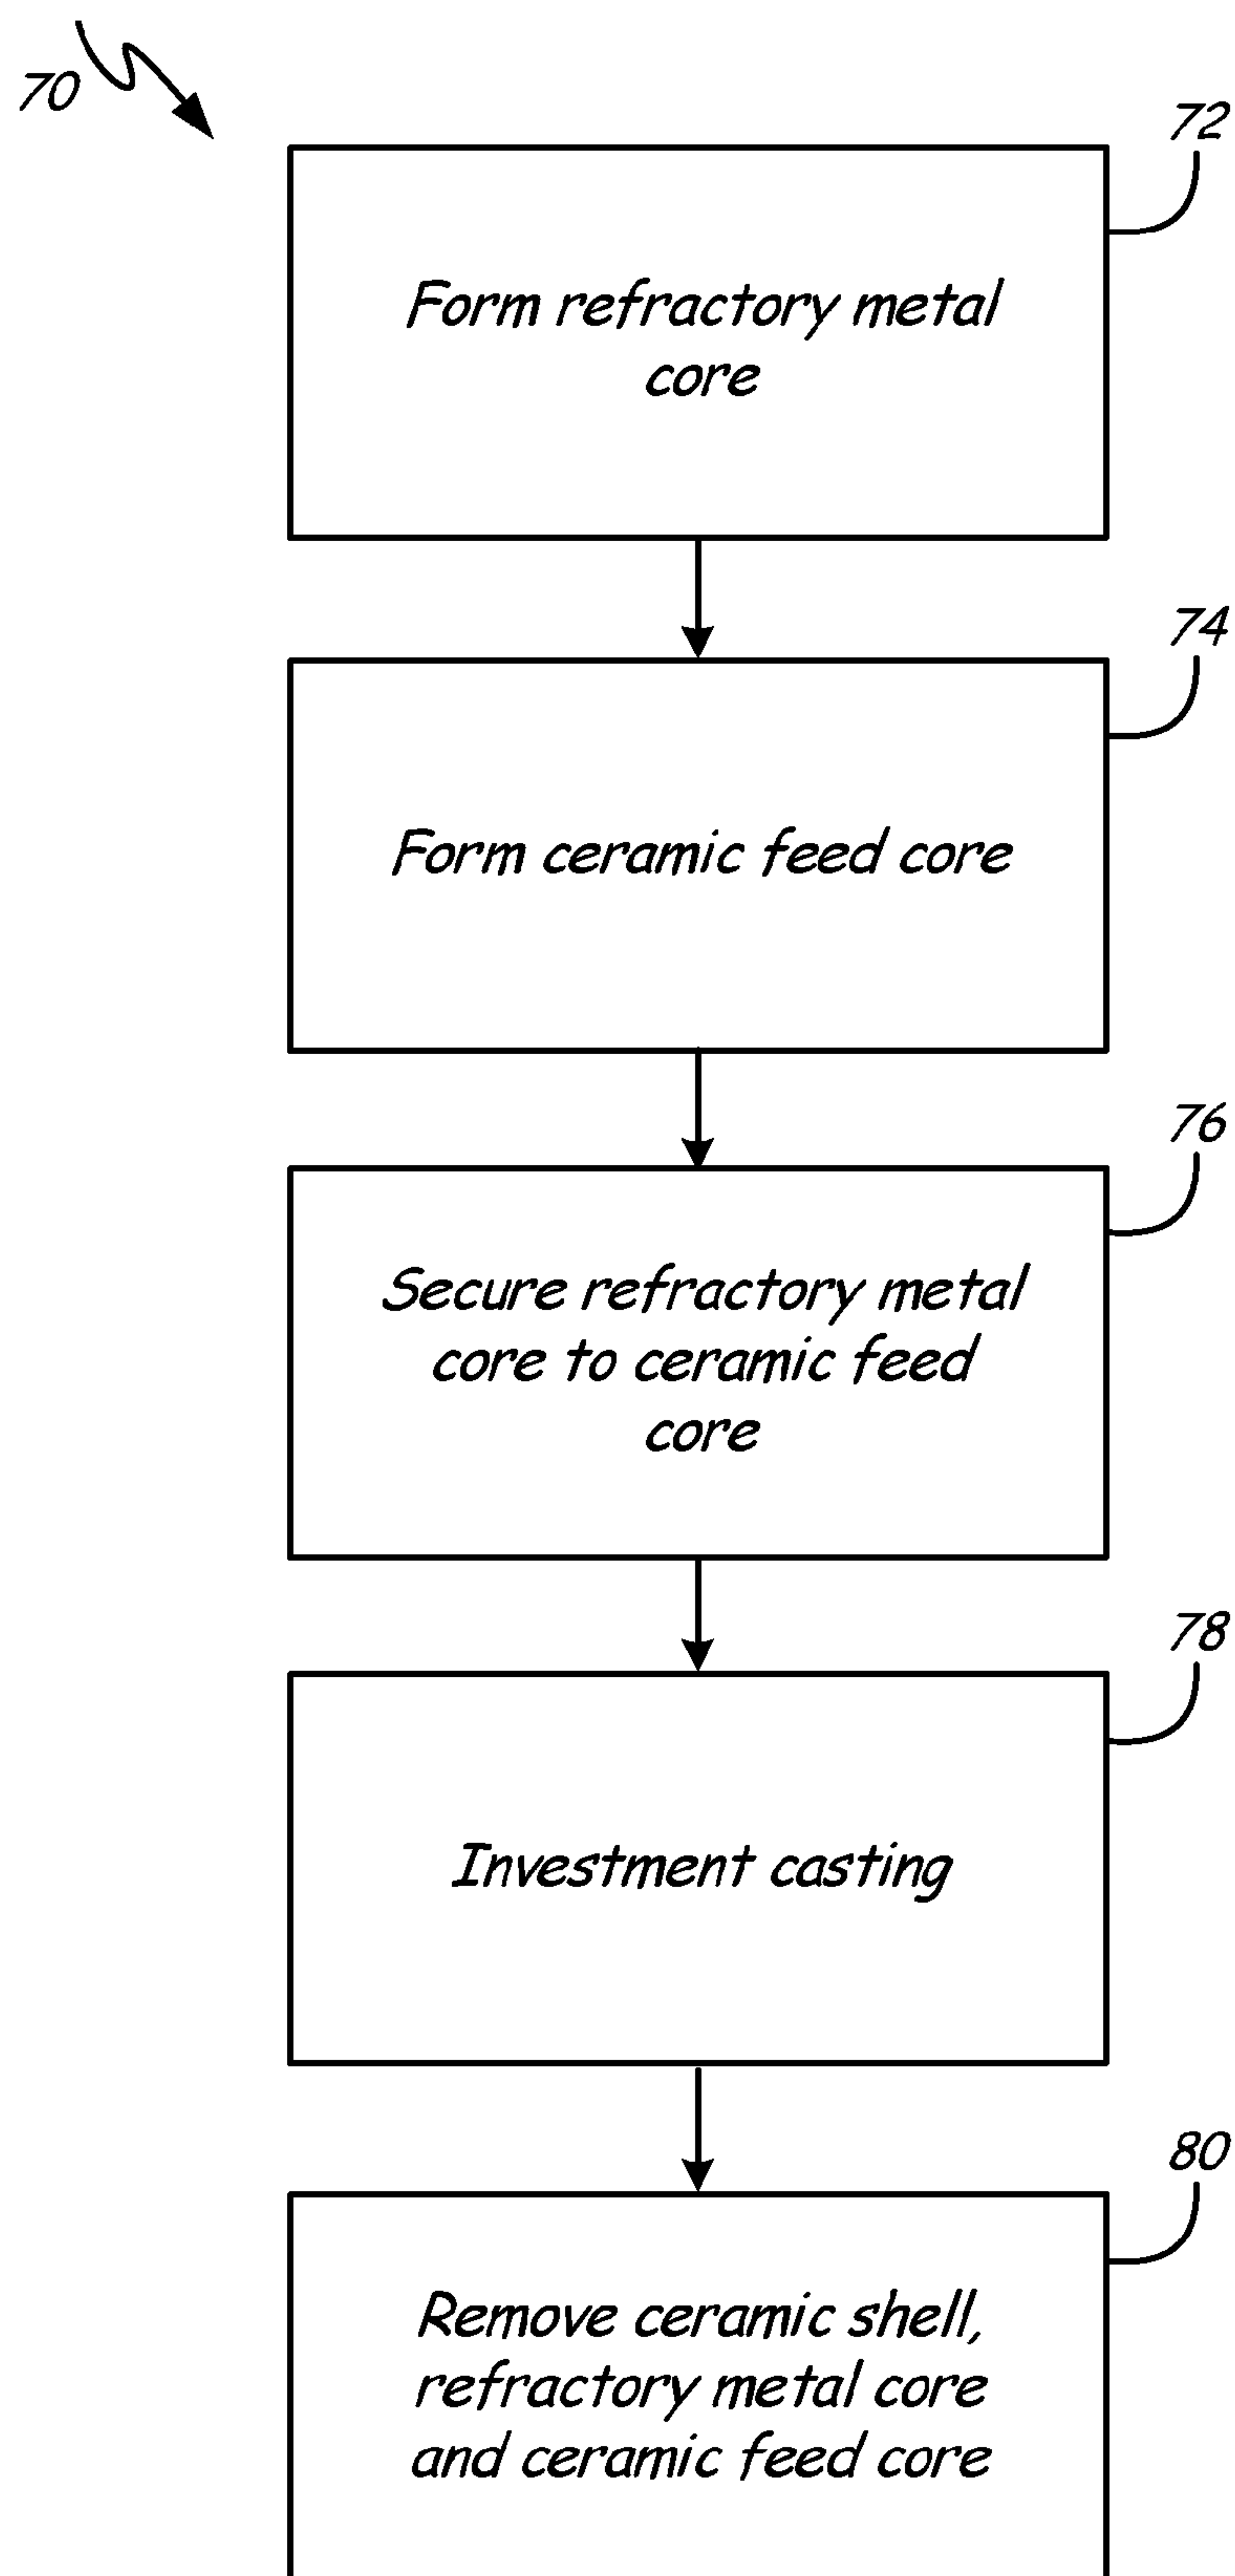 70
72
Form refractory metal
core
74
Form ceramic feed core
76
Secure refractory metal
core to ceramic feed
core
78
Investment casting
80
Remove ceramic shell,
refractory metal core
and ceramic feed core